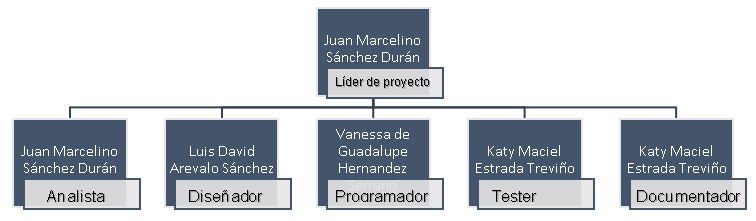 Juan Marcelino
Sánchez Durán
Líder de proyecto
Juan Marcelino
Sánchez Durán
Analista
Luis David
Arevalo Sánchez
Diseñador
Vanessa de
Guadalupe
Hernandez
Serrano
Programador
Katy Maciel
Estrada Treviño
Tester
Katy Maciel
Estrada Treviño
Documentador